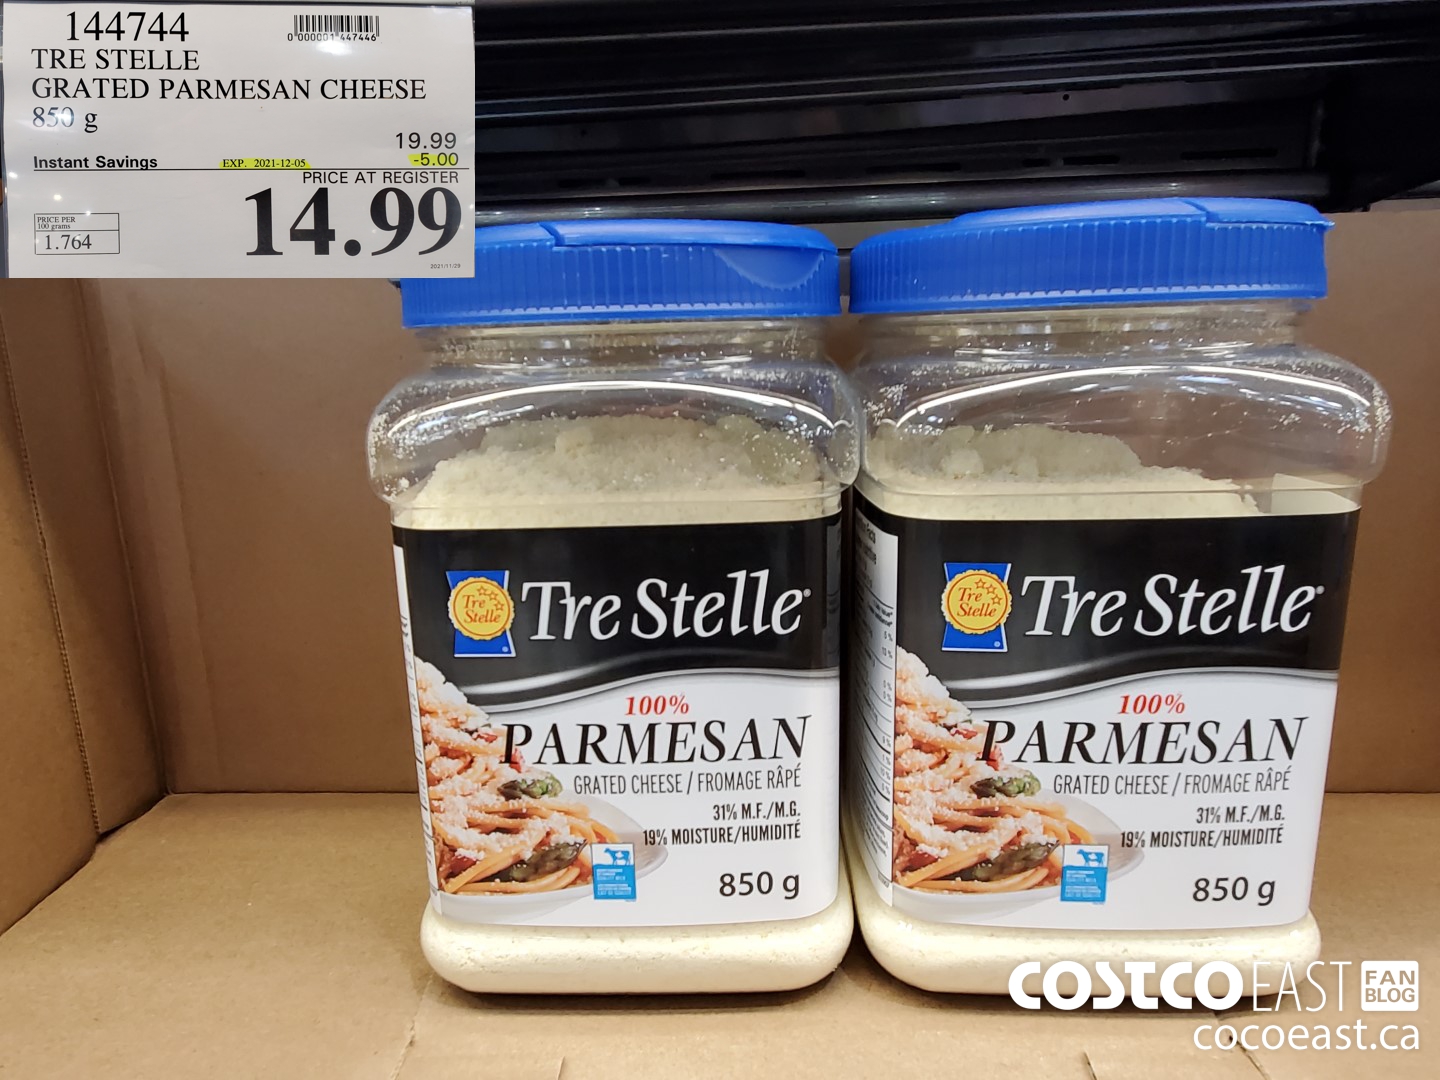 144744
0 000001 447446
TRE STELLE
GRATED PARMESAN CHEESE
850 g
19.99
Instant Savings EXP. 2021-12-05 -5.00
PRICE AT REGISTER
14.99
PRICE PER
100 grams
1.764
2021/11/29
Tre Stelle
Tre Stelle
100%
PARMESAN
GRATED CHEESE / FROMAGE RÂPÉ
31% M.F./M.G.
19% MOISTURE/HUMIDITÉ
850 g
Tre Stelle
Tre Stelle
100%
PARMESAN
GRATED CHEESE / FROMAGE RÂPÉ
31% M.F./M.G.
19% MOISTURE/HUMIDITÉ
850 g
COSTCO EAST FAN BLOG
cocoeast.ca